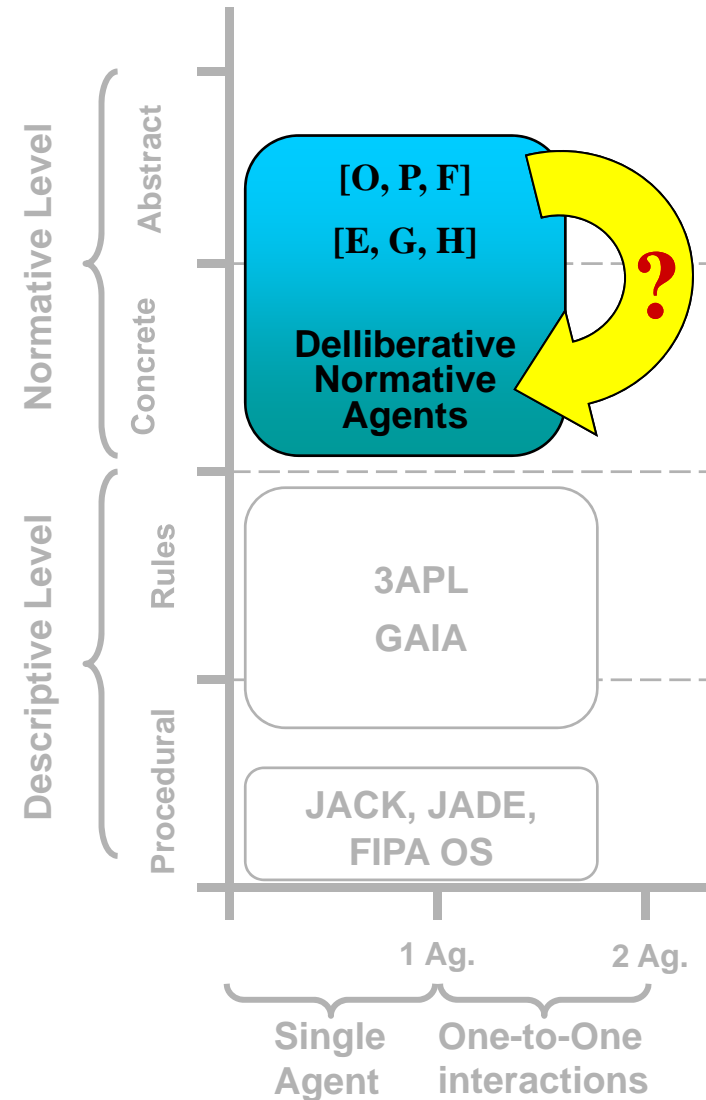 Normative Level
Abstract
Concrete
[O, P, F]
[E, G, H]
Delliberative
Normative
Agents
?
Descriptive Level
Rules
Procedural
3APL
GAIA
JACK, JADE,
FIPA OS
1 Ag.
2 Ag.
Single
Agent
One-to-One
interactions